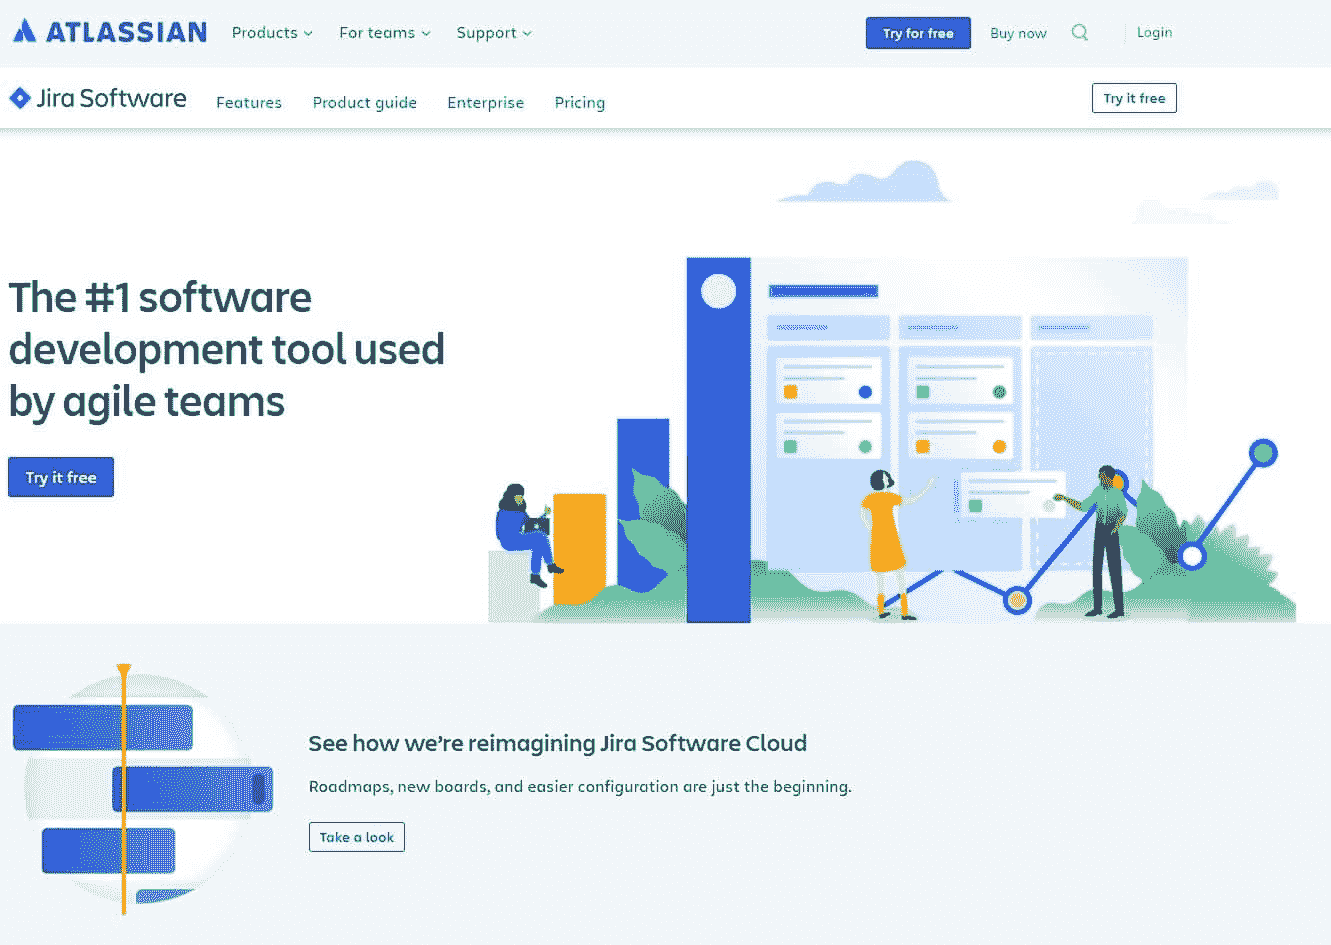 ATLASSIAN Products For teams Support Try for free Buy now Login
Jira Software Features Product guide Enterprise Pricing Try it free
The #1 software
development tool used
by agile teams
Try it free
See how we're reimagining Jira Software Cloud
Roadmaps, new boards, and easier configuration are just the beginning.
Take a look